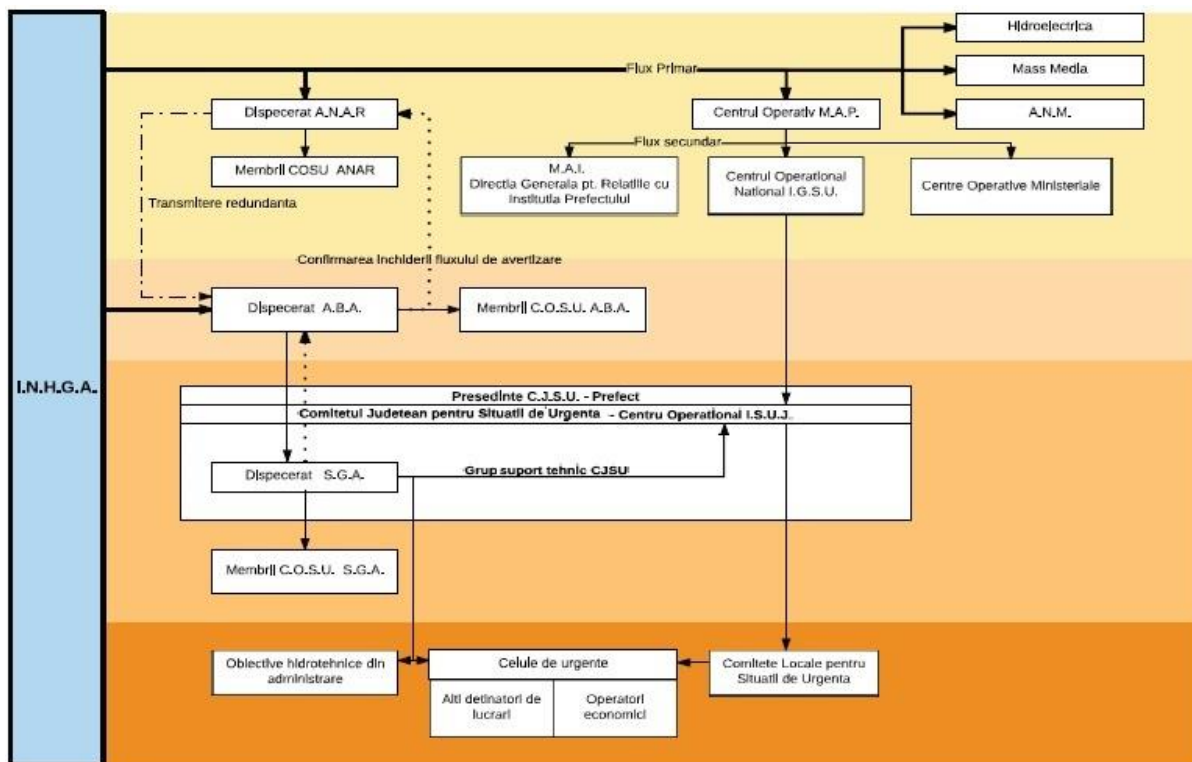 Hidroelectrica
Flux Primar
Mass Media
Dispecerat A.N.A.R
Centrul Operativ M.A.P.
A.N.M.
Flux secundar
Membrii COSU ANAR
M.A.I.
Directia Generala pt. Relatiile cu
Institutia Prefectului
Centrul Operational
National I.G.S.U.
Centre Operative Ministeriale
Transmitere redundanta
Confirmarea inchiderii fluxului de avertizare
Dispecerat A.B.A.
Membrii C.O.S.U. A.B.A.
I.N.H.G.A.
Presedinte C.J.S.U. - Prefect
Comitetul Judetean pentru Situatii de Urgenta - Centru Operational I.S.U.J.
Grup suport tehnic CJSU
Dispecerat S.G.A.
Membrii C.O.S.U. S.G.A.
Obiective hidrotehnice din
administrare
Celule de urgente
Comitete Locale pentru
Situatii de Urgenta
Alti detinatori de
lucrari
Operatori
economici